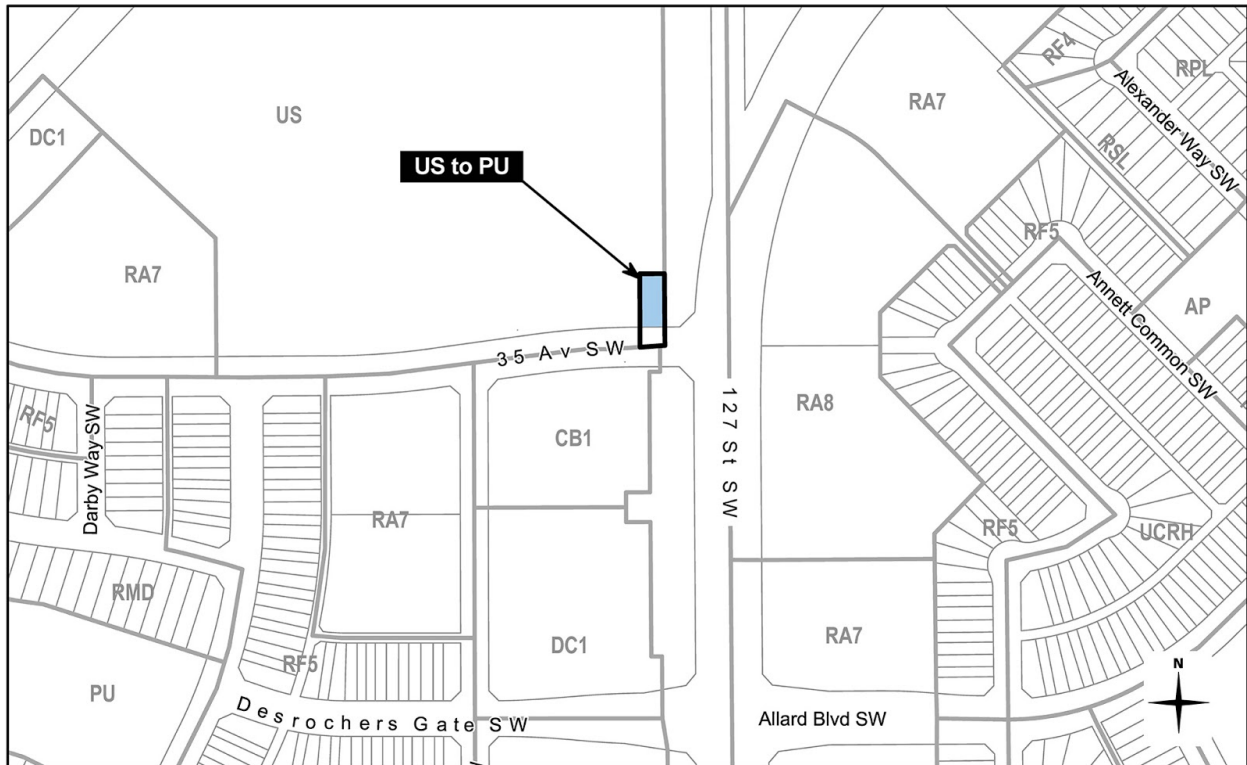 RF4
RPL
US
RA7
Alexander Way SW
DC1
RSL
US to PU
RF5
RA7
Annett Common SW
AP
35 Av SW
127 St SW
RA8
RF5
Darby Way SW
CB1
RA7
RF5
UCRH
RMD
RF5
DC1
RA7
PU
N
Desrochers Gate SW
Allard Blvd SW